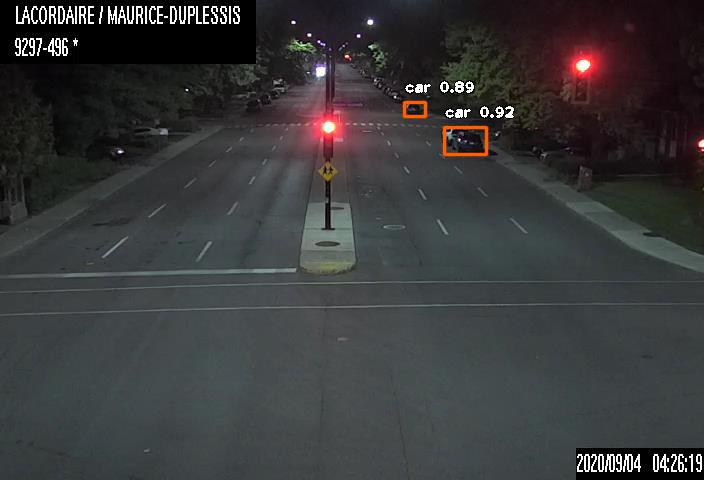 LACORDAIRE / MAURICE-DUPLESSIS
9297-496 *
car 0.89
car 0.92
2020/09/04 04:26:19